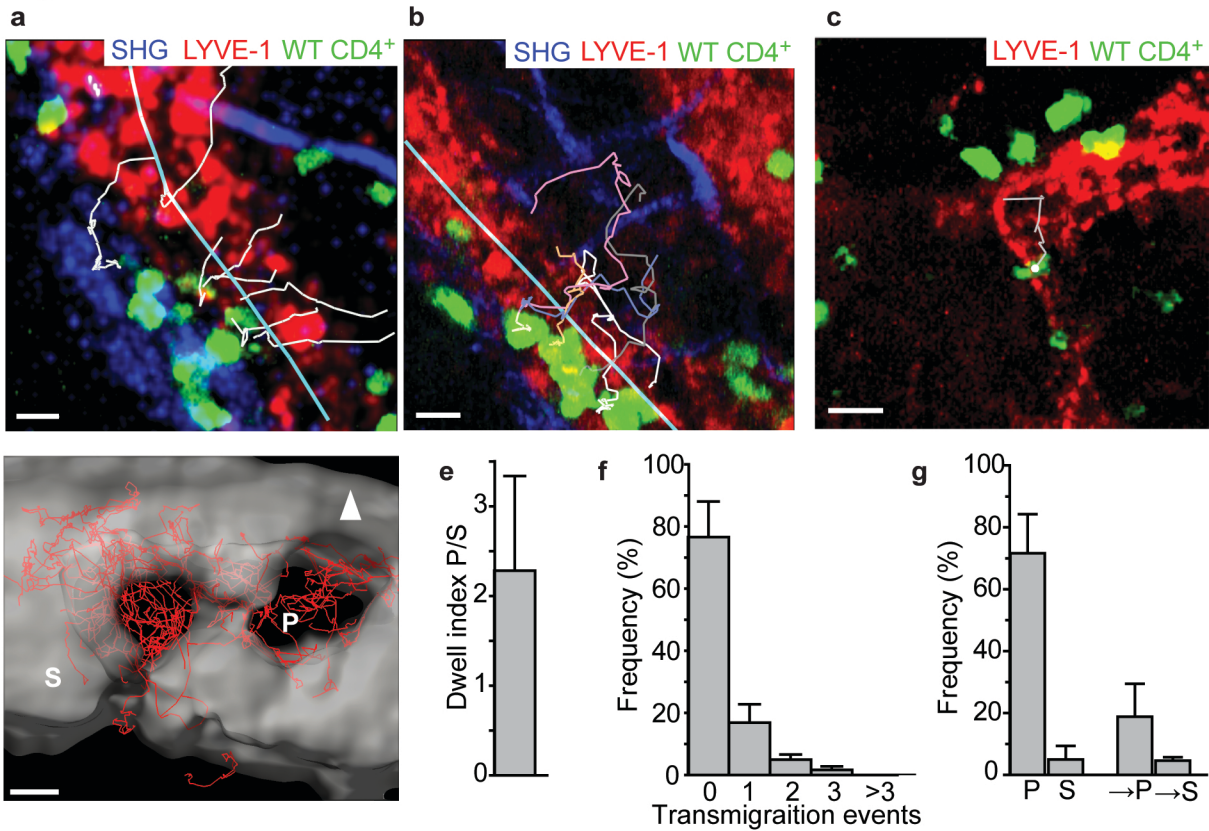 a
SHG LYVE-1 WT CD4+
b
SHG LYVE-1 WT CD4+
c
LYVE-1 WT CD4+
S
P
e
Dwell index P/S
3
2
1
0
f
Frequency (%)
100
80
60
40
20
0
0 1 2 3 >3
Transmigraition events
g
Frequency (%)
100
80
60
40
20
0
P S →P →S